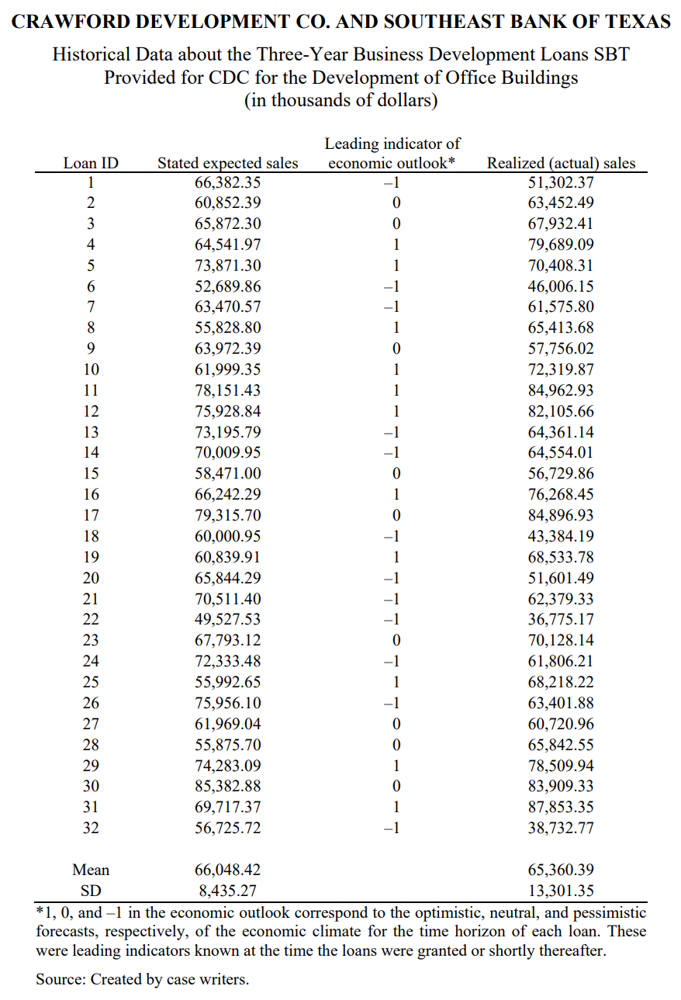 CRAWFORD DEVELOPMENT CO. AND SOUTHEAST BANK OF TEXAS
Historical Data about the Three-Year Business Development Loans SBT
Provided for CDC for the Development of Office Buildings
(in thousands of dollars)
Leading indicator of
Loan ID Stated expected sales economic outlook* Realized (actual) sales
1 66,382.35 –1 51,302.37
2 60,852.39 0 63,452.49
3 65,872.30 0 67,932.41
4 64,541.97 1 79,689.09
5 73,871.30 1 70,408.31
6 52,689.86 –1 46,006.15
7 63,470.57 –1 61,575.80
8 55,828.80 1 65,413.68
9 63,972.39 0 57,756.02
10 61,999.35 1 72,319.87
11 78,151.43 1 84,962.93
12 75,928.84 1 82,105.66
13 73,195.79 –1 64,361.14
14 70,009.95 –1 64,554.01
15 58,471.00 0 56,729.86
16 66,242.29 1 76,268.45
17 79,315.70 0 84,896.93
18 60,000.95 –1 43,384.19
19 60,839.91 1 68,533.78
20 65,844.29 –1 51,601.49
21 70,511.40 –1 62,379.33
22 49,527.53 –1 36,775.17
23 67,793.12 0 70,128.14
24 72,333.48 –1 61,806.21
25 55,992.65 1 68,218.22
26 75,956.10 –1 63,401.88
27 61,969.04 0 60,720.96
28 55,875.70 0 65,842.55
29 74,283.09 1 78,509.94
30 85,382.88 0 83,909.33
31 69,717.37 1 87,853.35
32 56,725.72 –1 38,732.77
Mean 66,048.42 65,360.39
SD 8,435.27 13,301.35
*1, 0, and –1 in the economic outlook correspond to the optimistic, neutral, and pessimistic
forecasts, respectively, of the economic climate for the time horizon of each loan. These
were leading indicators known at the time the loans were granted or shortly thereafter.
Source: Created by case writers.